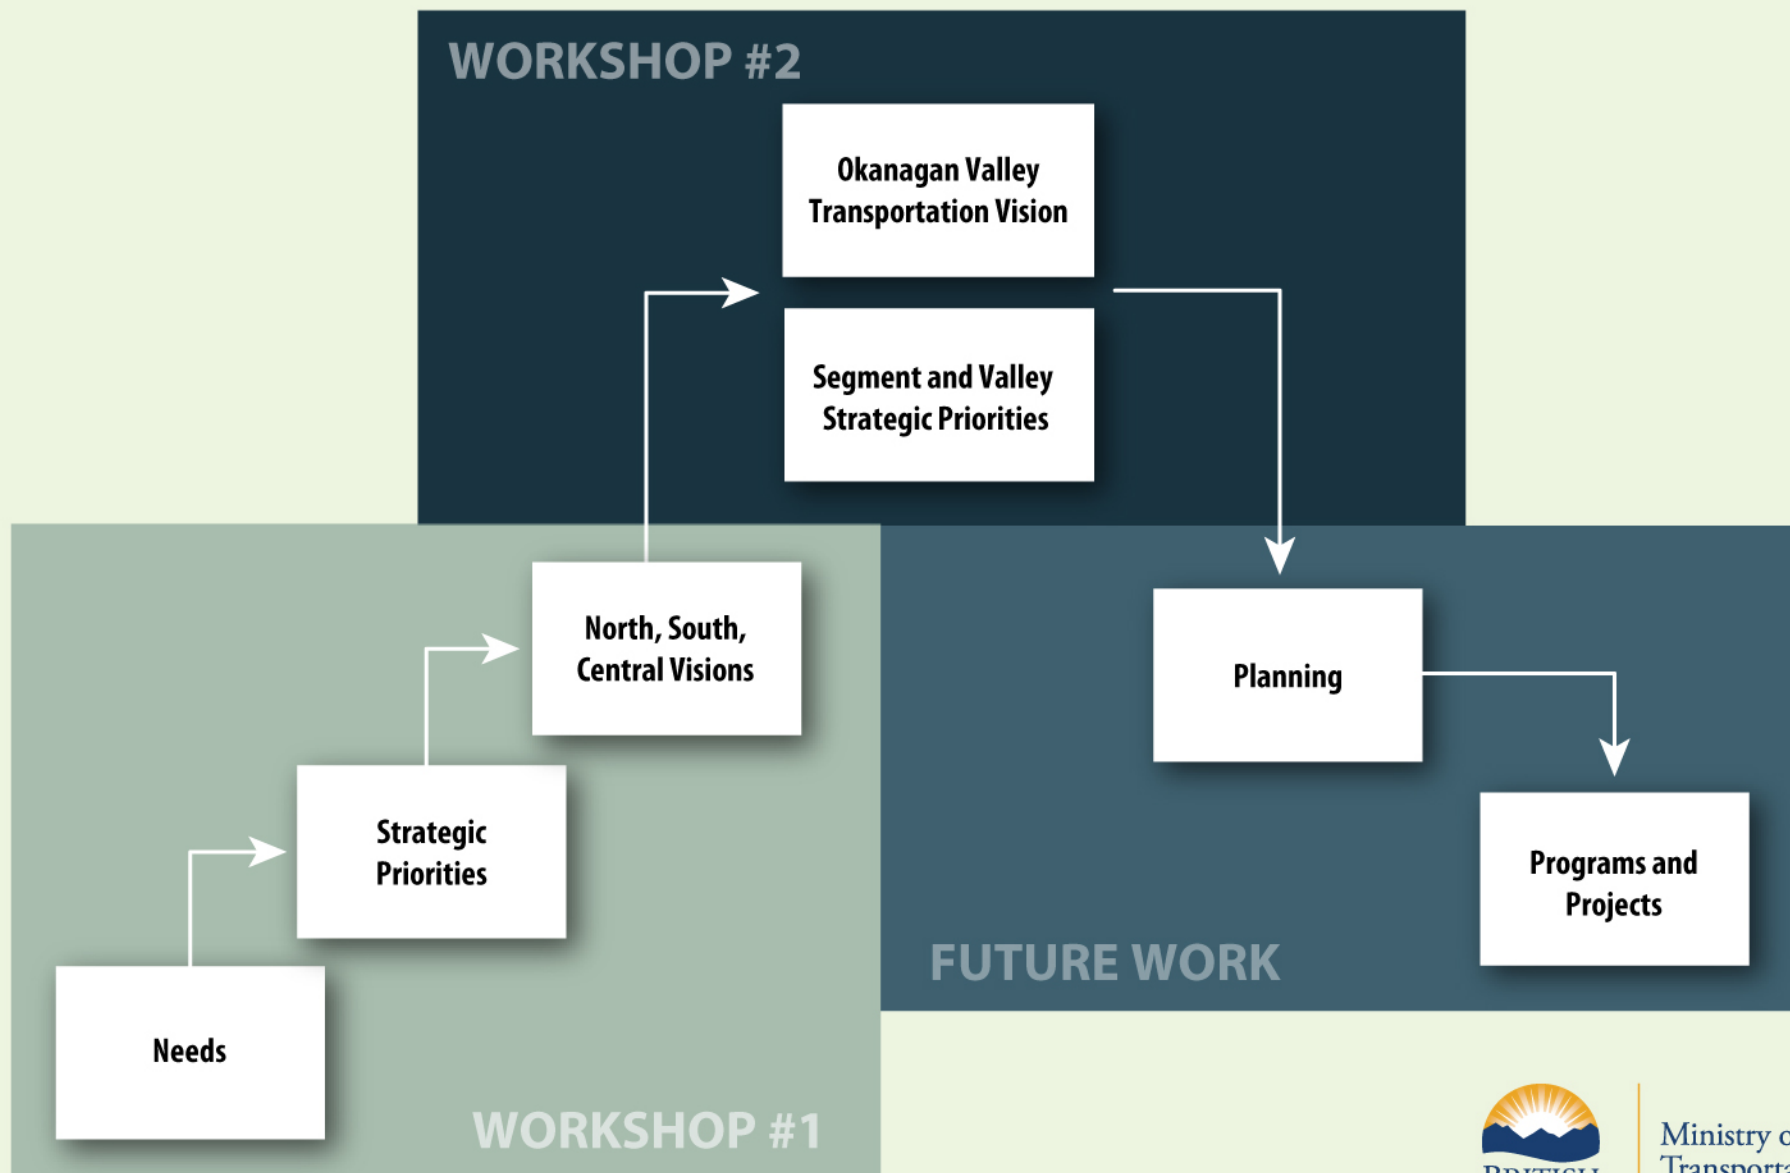 WORKSHOP #2
Okanagan Valley
Transportation Vision
Segment and Valley
Strategic Priorities
North, South,
Central Visions
Strategic
Priorities
Needs
WORKSHOP #1
Planning
Programs and
Projects
FUTURE WORK
Ministry